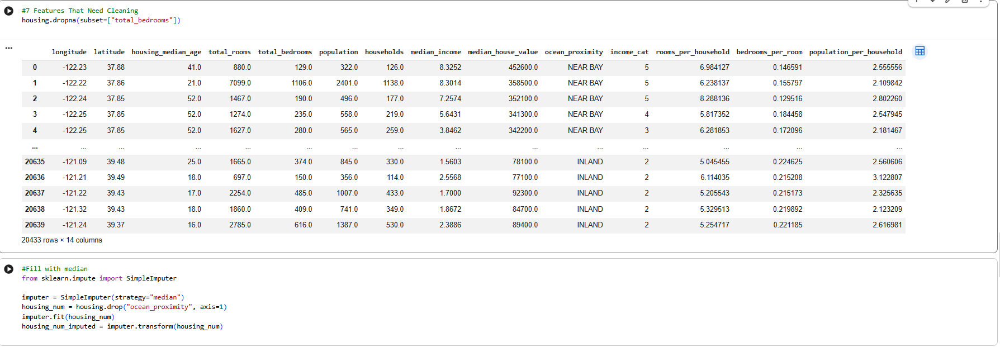 #7 Features That Need Cleaning
housing.dropna(subset=["total_bedrooms"])
longitude latitude housing_median_age total_rooms total_bedrooms population households median_income median_house_value ocean_proximity income_cat rooms_per_household bedrooms_per_room population_per_household
0 -122.23 37.88 41.0 880.0 129.0 322.0 126.0 8.3252 452600.0 NEAR BAY 5 6.984127 0.146591 2.555556
1 -122.22 37.86 21.0 7099.0 1106.0 2401.0 1138.0 8.3014 358500.0 NEAR BAY 5 6.238137 0.155797 2.109842
2 -122.24 37.85 52.0 1467.0 190.0 496.0 177.0 7.2574 352100.0 NEAR BAY 5 8.288136 0.129516 2.802260
3 -122.25 37.85 52.0 1274.0 235.0 558.0 219.0 5.6431 341300.0 NEAR BAY 4 5.817352 0.184458 2.547945
4 -122.25 37.85 52.0 1627.0 280.0 565.0 259.0 3.8462 342200.0 NEAR BAY 3 6.281853 0.172096 2.181467
... ... ... ... ... ... ... ... ... ... ... ... ... ... ...
20635 -121.09 39.48 25.0 1665.0 374.0 845.0 330.0 1.5603 78100.0 INLAND 2 5.045455 0.224625 2.560606
20636 -121.21 39.49 18.0 697.0 150.0 356.0 114.0 2.5568 77100.0 INLAND 2 6.114035 0.215208 3.122807
20637 -121.22 39.43 17.0 2254.0 485.0 1007.0 433.0 1.7000 92300.0 INLAND 2 5.205543 0.215173 2.325635
20638 -121.32 39.43 18.0 1860.0 409.0 741.0 349.0 1.8672 84700.0 INLAND 2 5.329513 0.219892 2.123209
20639 -121.24 39.37 16.0 2785.0 616.0 1387.0 530.0 2.3886 89400.0 INLAND 2 5.254717 0.221185 2.616981
20433 rows × 14 columns
#Fill with median
from sklearn.impute import SimpleImputer
imputer = SimpleImputer(strategy="median")
housing_num = housing.drop("ocean_proximity", axis=1)
imputer.fit(housing_num)
housing_num_imputed = imputer.transform(housing_num)